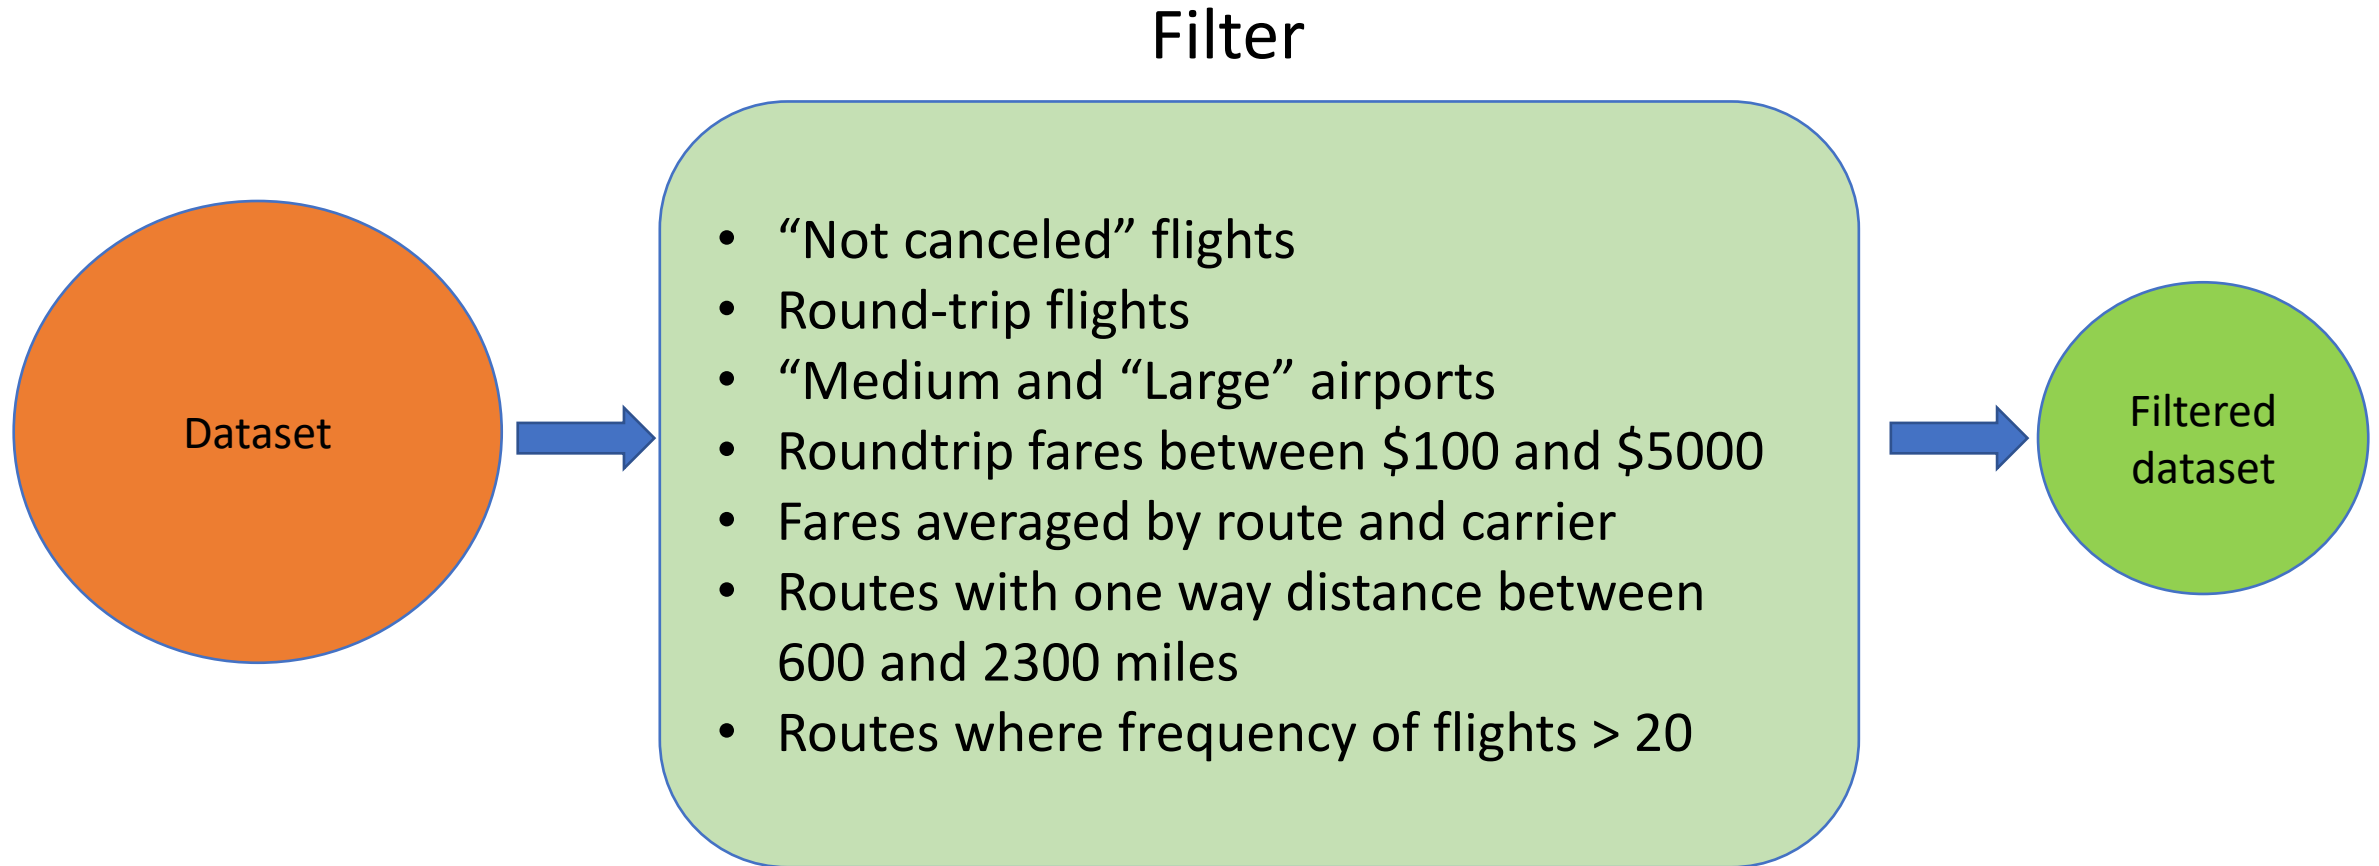 Filter
Dataset
• “Not canceled” flights
• Round-trip flights
• “Medium and “Large” airports
• Roundtrip fares between $100 and $5000
• Fares averaged by route and carrier
• Routes with one way distance between
600 and 2300 miles
• Routes where frequency of flights > 20
Filtered
dataset